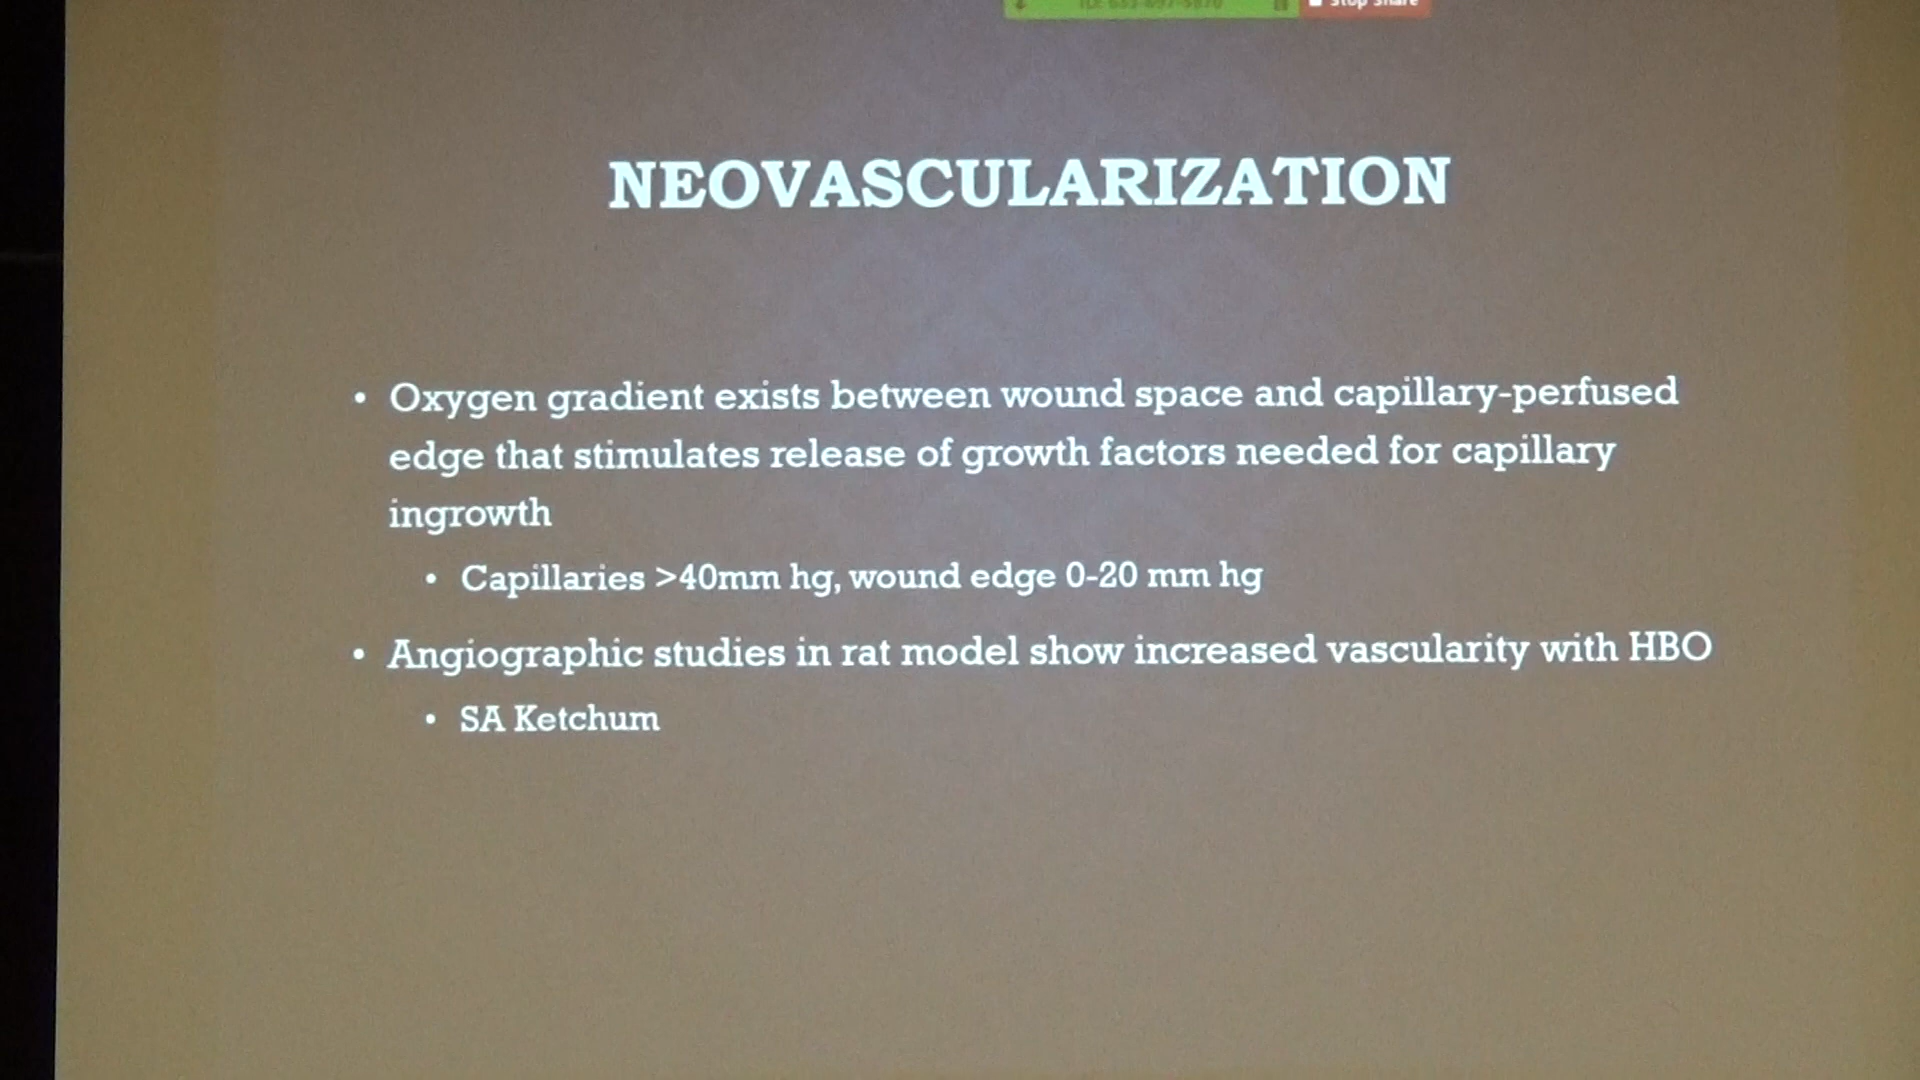 Stop Share
NEOVASCULARIZATION
• Oxygen gradient exists between wound space and capillary-perfused
edge that stimulates release of growth factors needed for capillary
ingrowth
• Capillaries >40mm hg, wound edge 0-20 mm hg
• Angiographic studies in rat model show increased vascularity with HBO
• SA Ketchum